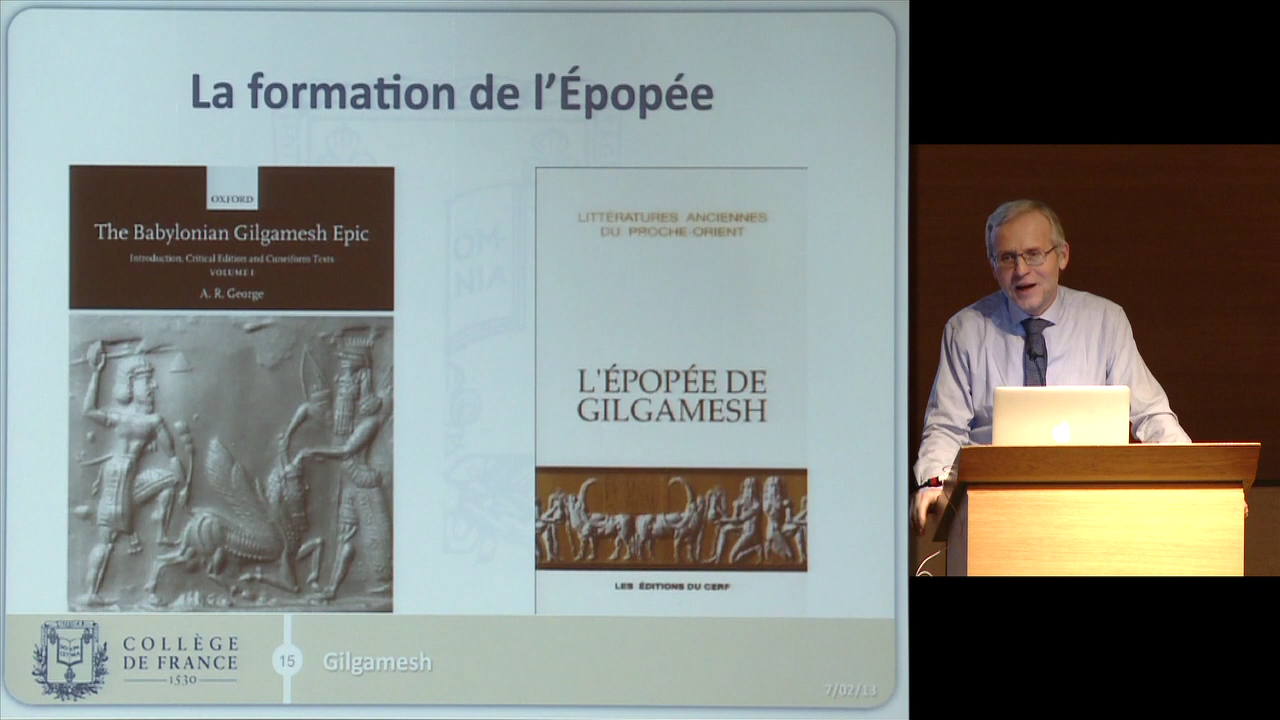 La formation de l'Épopée
OXFORD
The Babylonian Gilgamesh Epic
Introduction, Critical Edition and Cuneiform Texts
VOLUME I
A. R. George
LITTÉRATURES ANCIENNES
DU PROCHE-ORIENT
L'ÉPOPÉE DE
GILGAMESH
LES ÉDITIONS DU CERF
COLLÈGE
DE FRANCE
1530
15
Gilgamesh
7/02/13